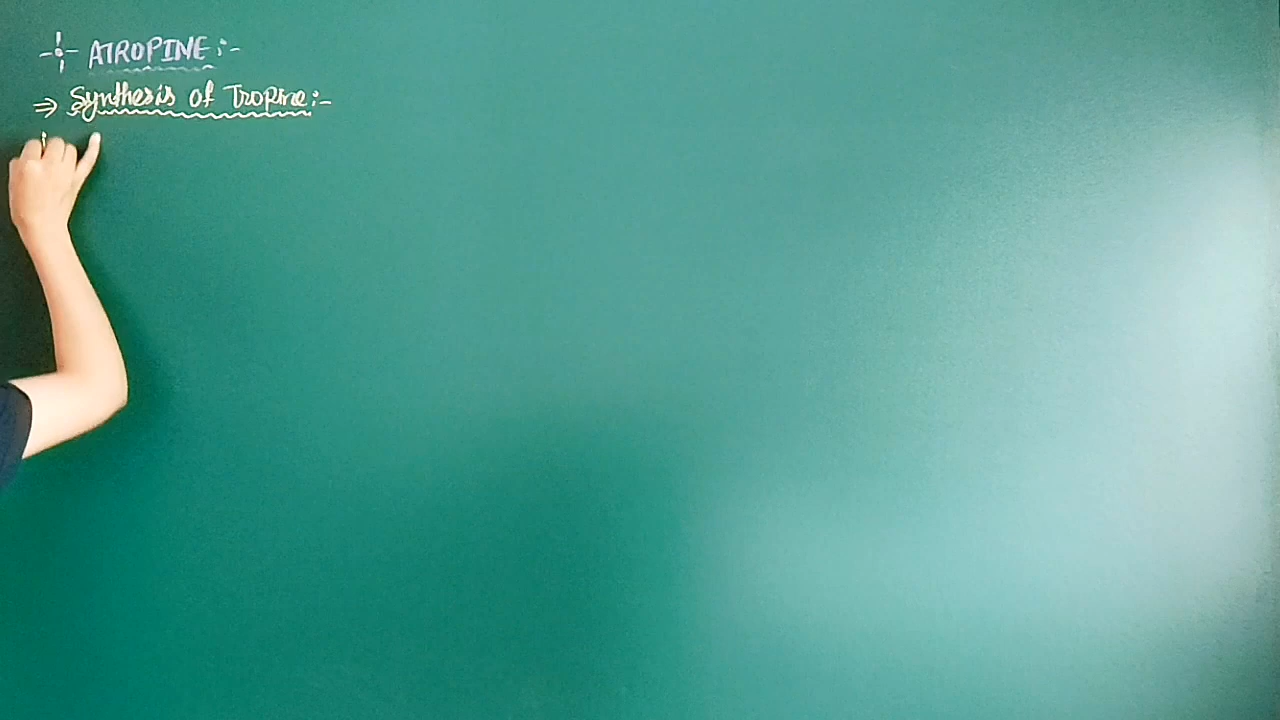 ATROPINE :-
⇒ Synthesis of Tropine :-